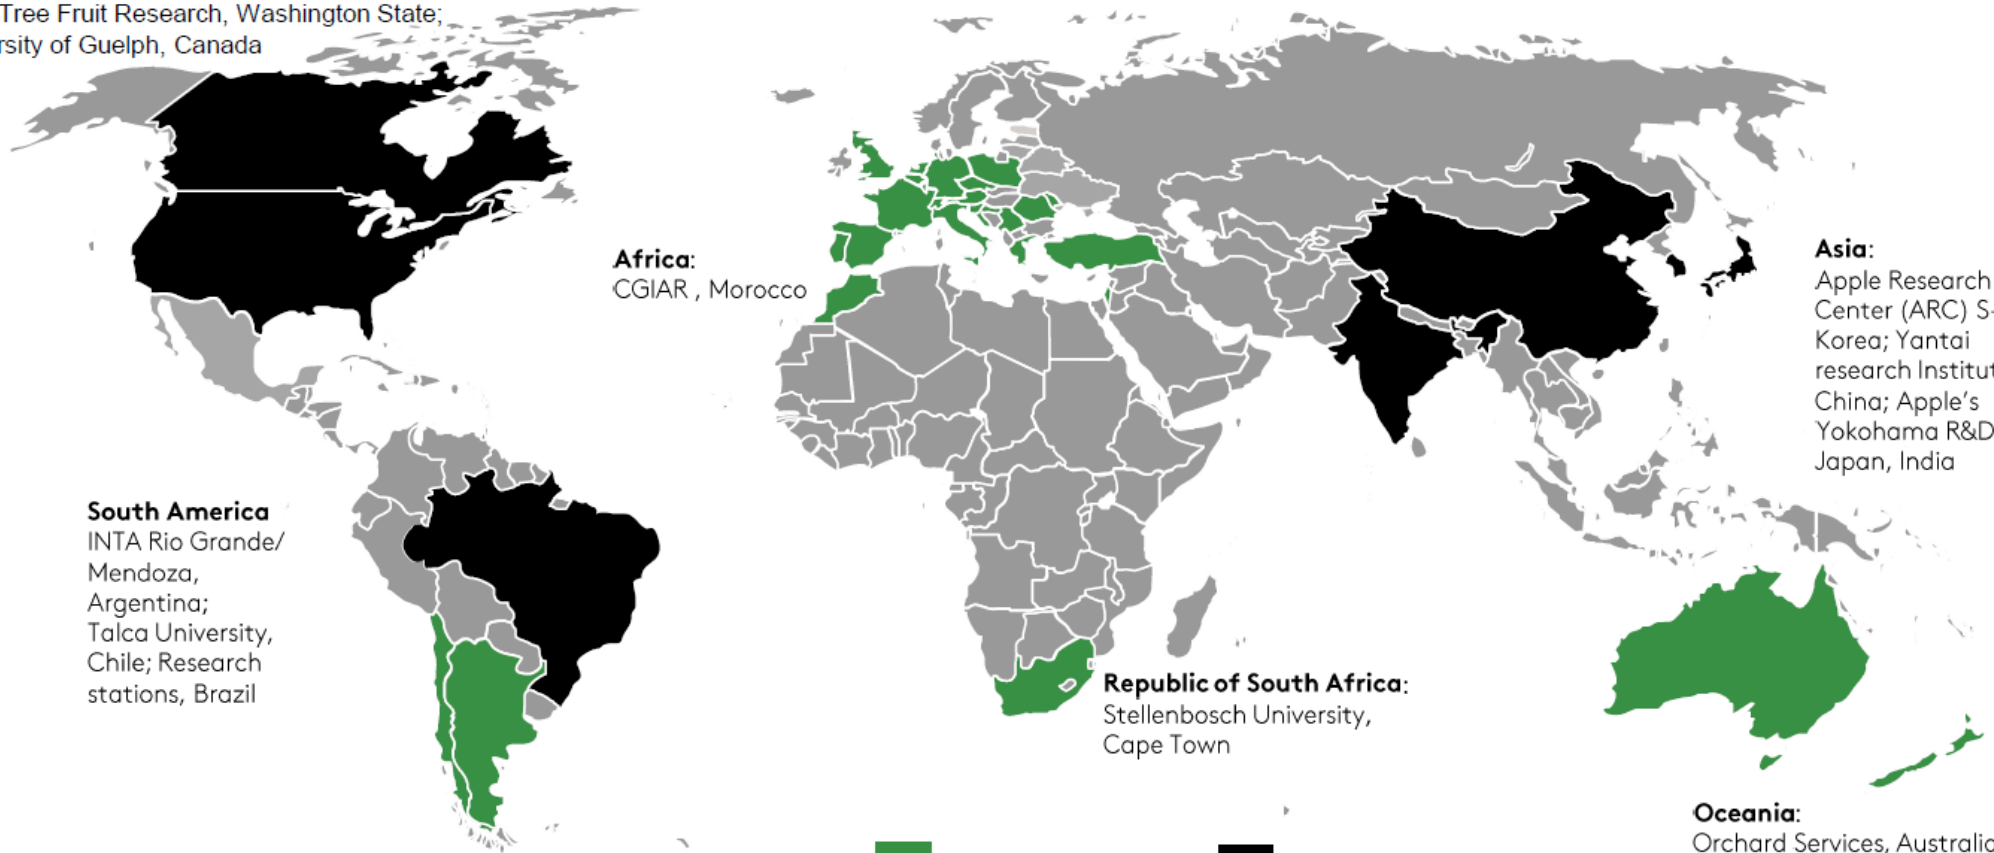 Tree Fruit Research, Washington State;
rsity of Guelph, Canada
Africa:
CGIAR , Morocco
Asia:
Apple Research
Center (ARC) S-
Korea; Yantai
research Institut
China; Apple's
Yokohama R&D
Japan, India
South America
INTA Rio Grande/
Mendoza,
Argentina;
Talca University,
Chile; Research
stations, Brazil
Republic of South Africa:
Stellenbosch University,
Cape Town
Oceania:
Orchard Services, Australia